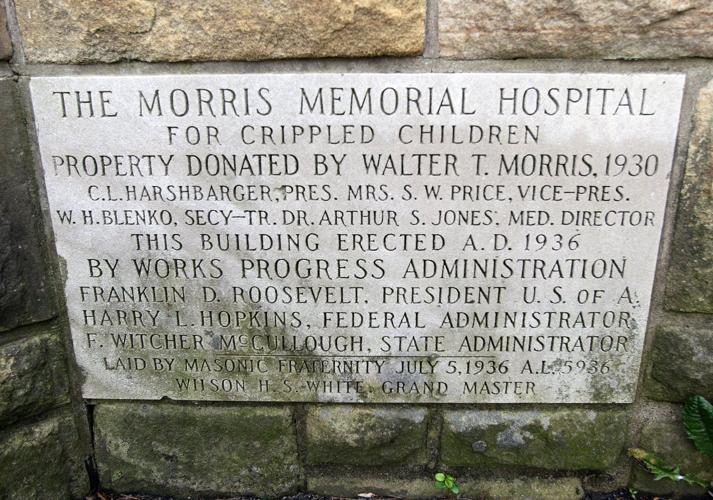 THE MORRIS MEMORIAL HOSPITAL
FOR CRIPPLED CHILDREN
PROPERTY DONATED BY WALTER T. MORRIS, 1930
C.L. HARSHBARGER, PRES. MRS. S. W. PRICE, VICE-PRES.
W. H. BLENKO, SECY-TR. DR. ARTHUR S. JONES, MED. DIRECTOR
THIS BUILDING ERECTED A. D. 1936
BY WORKS PROGRESS ADMINISTRATION
FRANKLIN D. ROOSEVELT, PRESIDENT U. S. OF A.
HARRY L. HOPKINS, FEDERAL ADMINISTRATOR
F. WITCHER McCULLOUGH, STATE ADMINISTRATOR
LAID BY MASONIC FRATERNITY JULY 5, 1936 A.L. 5936
WILSON H. S. WHITE, GRAND MASTER